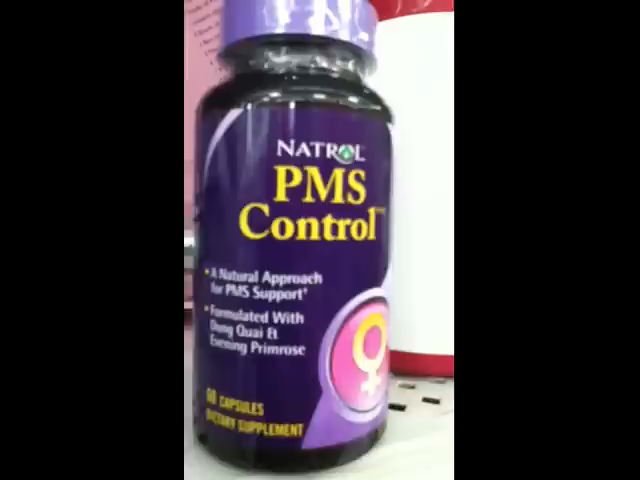 NATROL
PMS
Control™
• A Natural Approach
for PMS Support†
• Formulated With
Dong Quai &
Evening Primrose
60 CAPSULES
DIETARY SUPPLEMENT